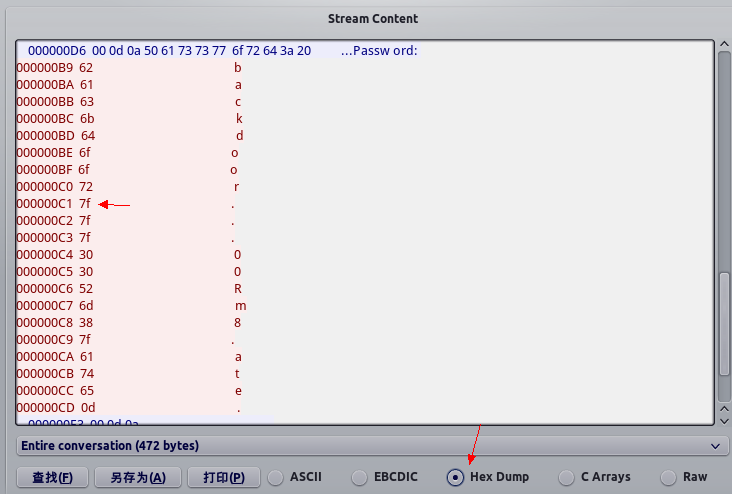 Stream Content
000000D6 00 0d 0a 50 61 73 73 77 6f 72 64 3a 20 ...Passw ord:
000000B9 62 b
000000BA 61 a
000000BB 63 c
000000BC 6b k
000000BD 64 d
000000BE 6f o
000000BF 6f o
000000C0 72 r
000000C1 7f .
000000C2 7f .
000000C3 7f .
000000C4 30 0
000000C5 30 0
000000C6 52 R
000000C7 6d m
000000C8 38 8
000000C9 7f .
000000CA 61 a
000000CB 74 t
000000CC 65 e
000000CD 0d .
000000E3 00 0d 0a
Entire conversation (472 bytes)
查找(F) 另存为(A) 打印(P) ASCII EBCDIC Hex Dump C Arrays Raw